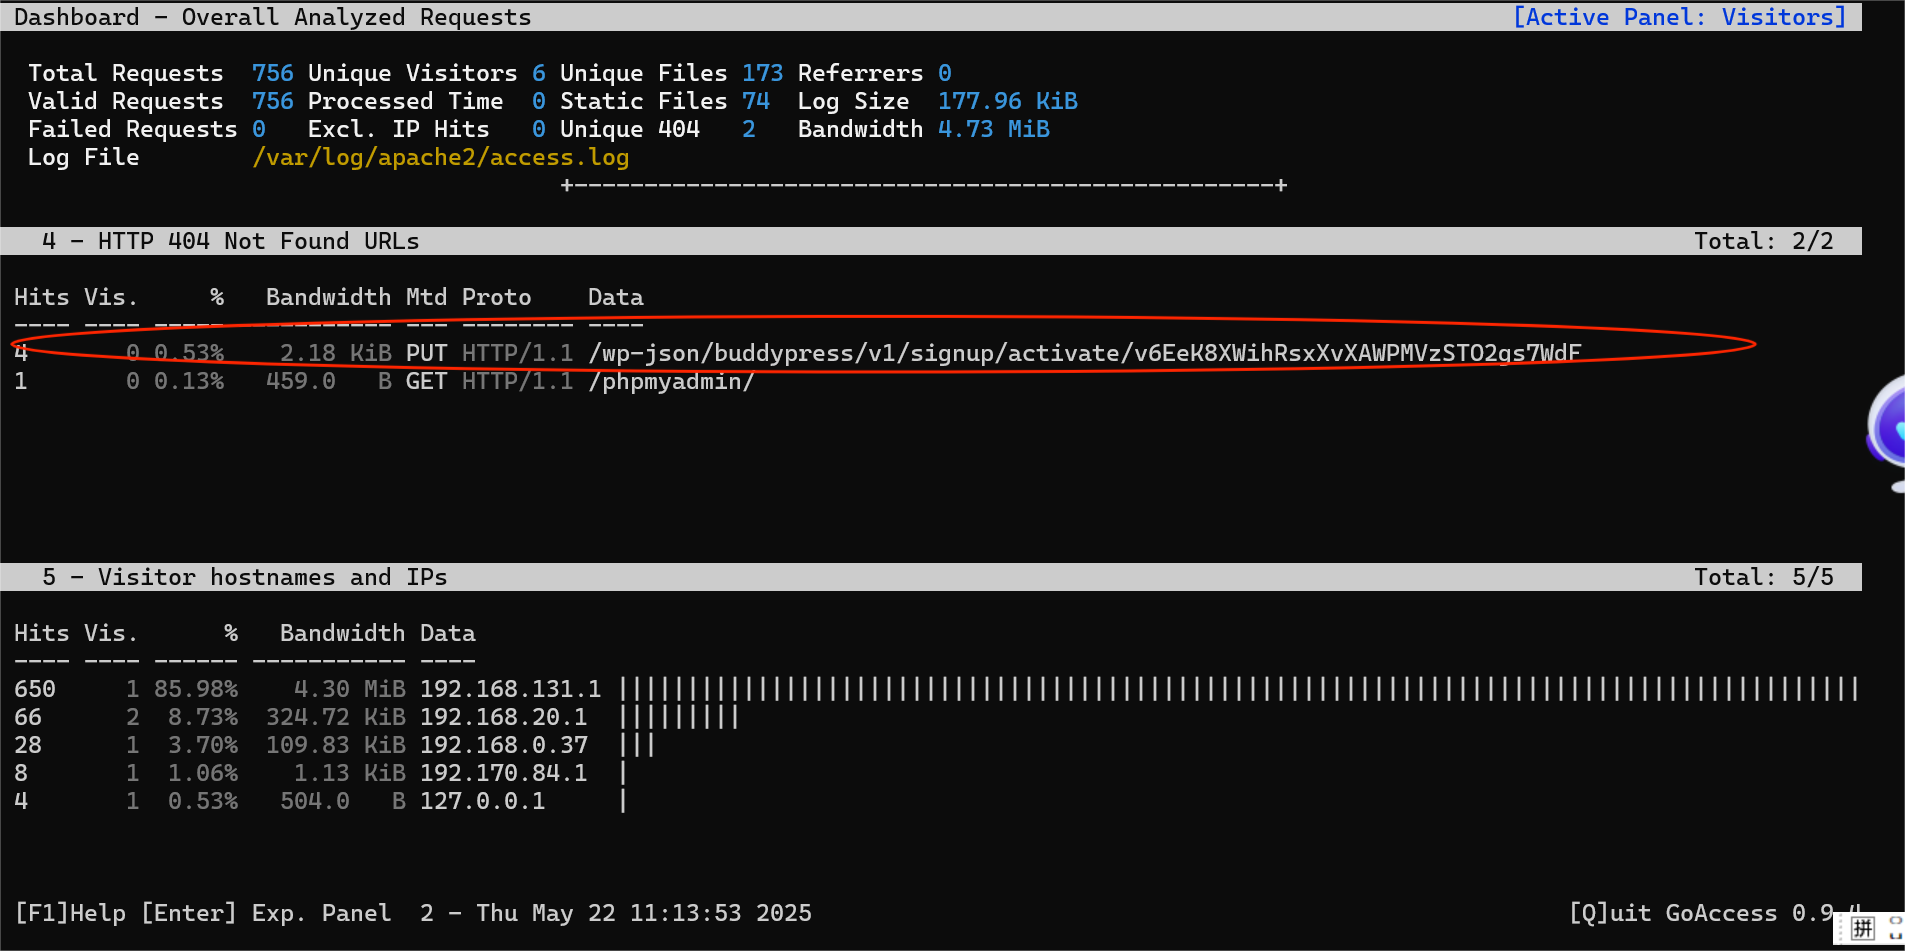 Dashboard - Overall Analyzed Requests [Active Panel: Visitors]
Total Requests 756 Unique Visitors 6 Unique Files 173 Referrers 0
Valid Requests 756 Processed Time 0 Static Files 74 Log Size 177.96 KiB
Failed Requests 0 Excl. IP Hits 0 Unique 404 2 Bandwidth 4.73 MiB
Log File /var/log/apache2/access.log
+--------------------------------------------------+
4 - HTTP 404 Not Found URLs Total: 2/2
Hits Vis. % Bandwidth Mtd Proto Data
---- ---- ----- ---------- --- -------- ----
4 0 0.53% 2.18 KiB PUT HTTP/1.1 /wp-json/buddypress/v1/signup/activate/v6EeK8XWihRsxXvXAWPMVzSTO2gs7WdF
1 0 0.13% 459.0 B GET HTTP/1.1 /phpmyadmin/
5 - Visitor hostnames and IPs Total: 5/5
Hits Vis. % Bandwidth Data
---- ---- ------ ----------- ----
650 1 85.98% 4.30 MiB 192.168.131.1 |||||||||||||||||||||||||||||||||||||||||||||||||||||||||||||||||||||||||||||||||||||||||
66 2 8.73% 324.72 KiB 192.168.20.1 |||||||||
28 1 3.70% 109.83 KiB 192.168.0.37 |||
8 1 1.06% 1.13 KiB 192.170.84.1 |
4 1 0.53% 504.0 B 127.0.0.1 |
[F1]Help [Enter] Exp. Panel 2 - Thu May 22 11:13:53 2025 [Q]uit GoAccess 0.9
拼